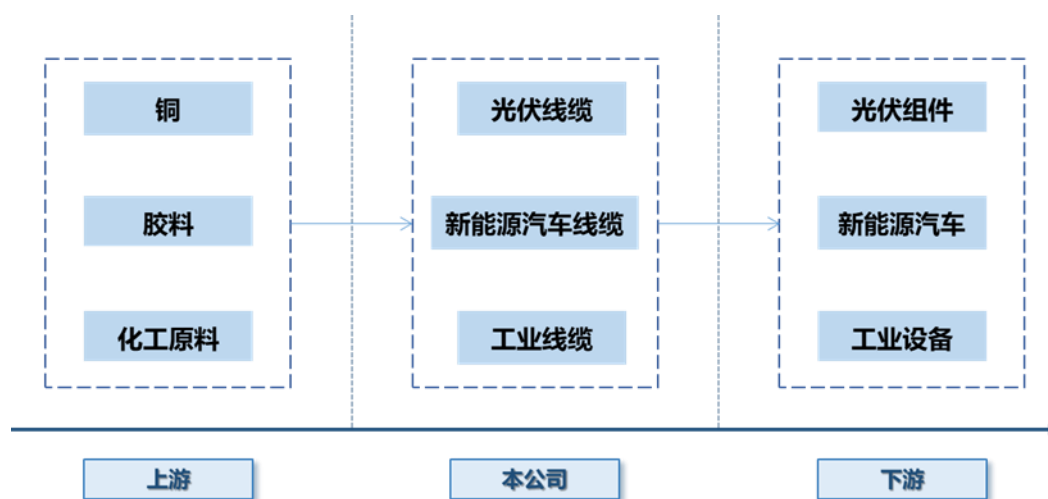 铜
光伏线缆
光伏组件
胶料
新能源汽车线缆
新能源汽车
化工原料
工业线缆
工业设备
上游
本公司
下游